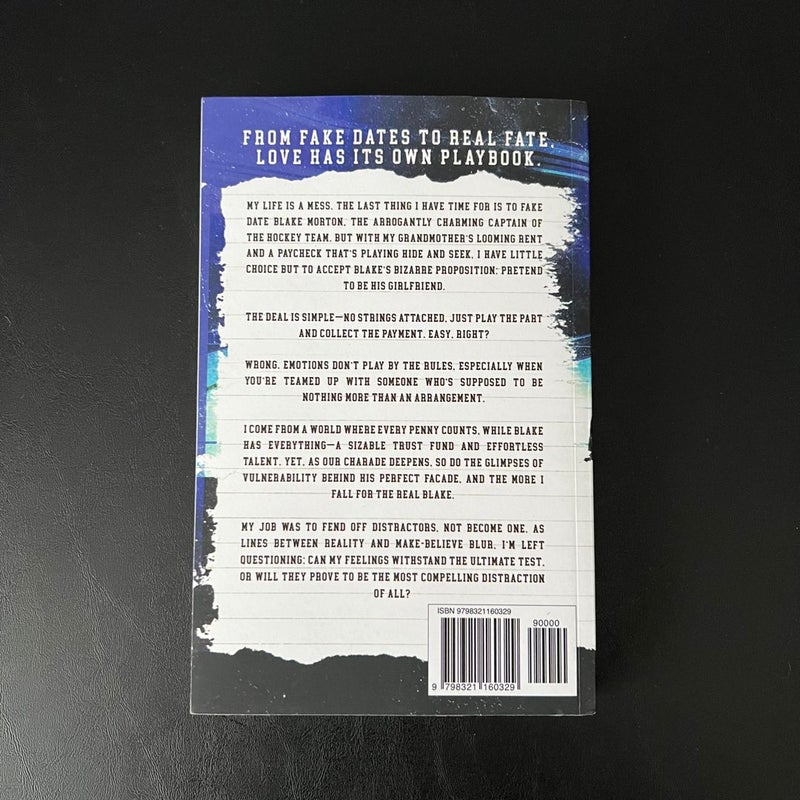 FROM FAKE DATES TO REAL FATE,
LOVE HAS ITS OWN PLAYBOOK.
MY LIFE IS A MESS. THE LAST THING I HAVE TIME FOR IS TO FAKE
DATE BLAKE MORTON, THE ARROGANTLY CHARMING CAPTAIN OF
THE HOCKEY TEAM. BUT WITH MY GRANDMOTHER'S LOOMING RENT
AND A PAYCHECK THAT'S PLAYING HIDE AND SEEK, I HAVE LITTLE
CHOICE BUT TO ACCEPT BLAKE'S BIZARRE PROPOSITION: PRETEND
TO BE HIS GIRLFRIEND.
THE DEAL IS SIMPLE—NO STRINGS ATTACHED, JUST PLAY THE PART
AND COLLECT THE PAYMENT. EASY, RIGHT?
WRONG. EMOTIONS DON'T PLAY BY THE RULES, ESPECIALLY WHEN
YOU'RE TEAMED UP WITH SOMEONE WHO'S SUPPOSED TO BE
NOTHING MORE THAN AN ARRANGEMENT.
I COME FROM A WORLD WHERE EVERY PENNY COUNTS, WHILE BLAKE
HAS EVERYTHING—A SIZABLE TRUST FUND AND EFFORTLESS
TALENT. YET, AS OUR CHARADE DEEPENS, SO DO THE GLIMPSES OF
VULNERABILITY BEHIND HIS PERFECT FACADE, AND THE MORE I
FALL FOR THE REAL BLAKE.
MY JOB WAS TO FEND OFF DISTRACTORS, NOT BECOME ONE. AS
LINES BETWEEN REALITY AND MAKE-BELIEVE BLUR, I'M LEFT
QUESTIONING: CAN MY FEELINGS WITHSTAND THE ULTIMATE TEST,
OR WILL THEY PROVE TO BE THE MOST COMPELLING DISTRACTION
OF ALL?
ISBN 9798321160329
90000
9 798321 160329